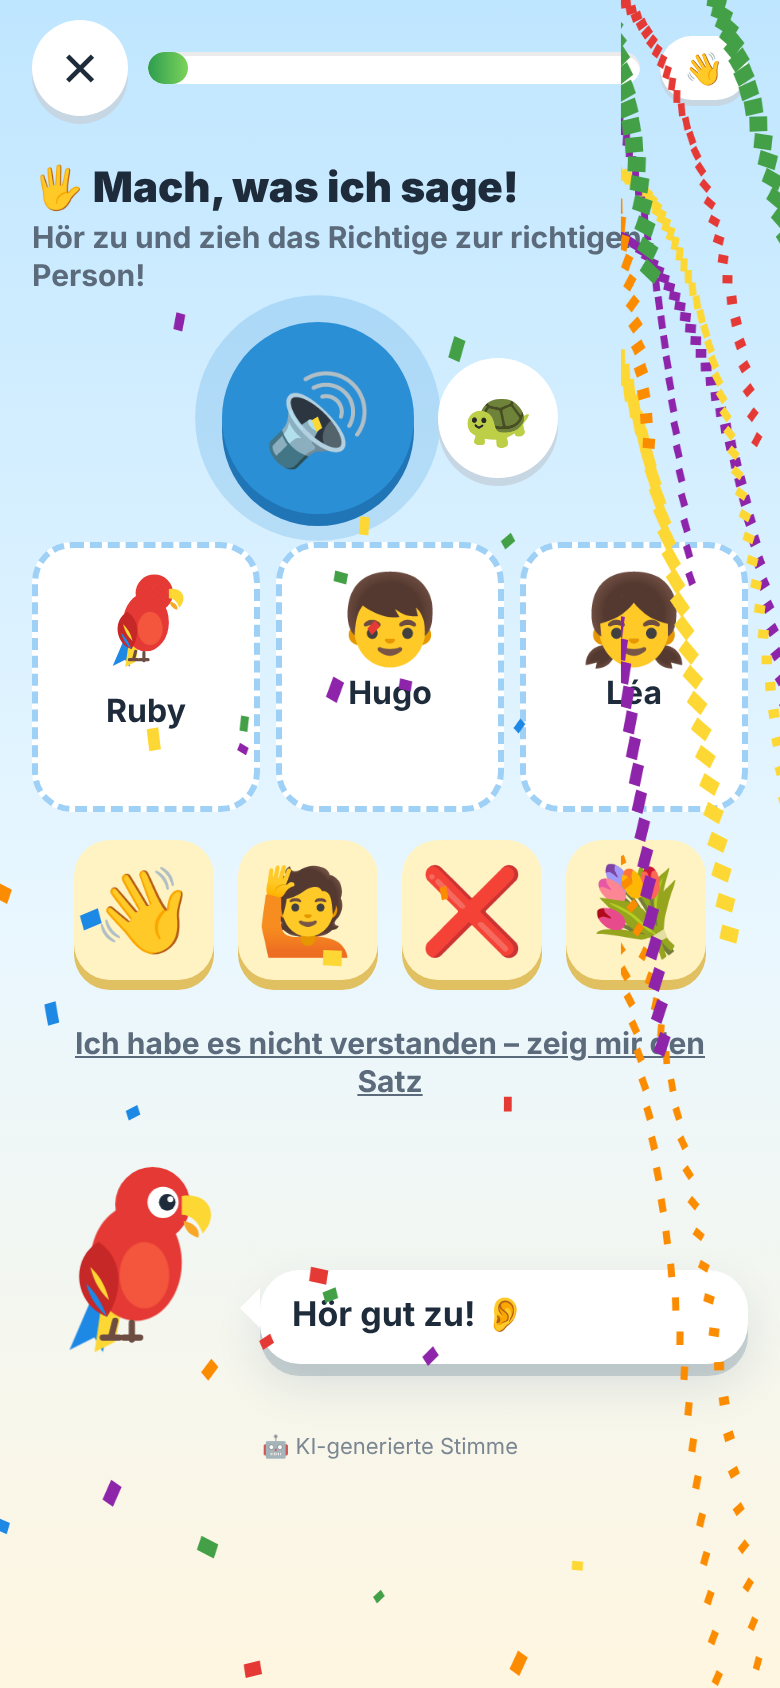 Mach, was ich sage!
Hör zu und zieh das Richtige zur richtigen
Person!
Ruby
Hugo
Léa
Ich habe es nicht verstanden – zeig mir den
Satz
Hör gut zu!
KI-generierte Stimme